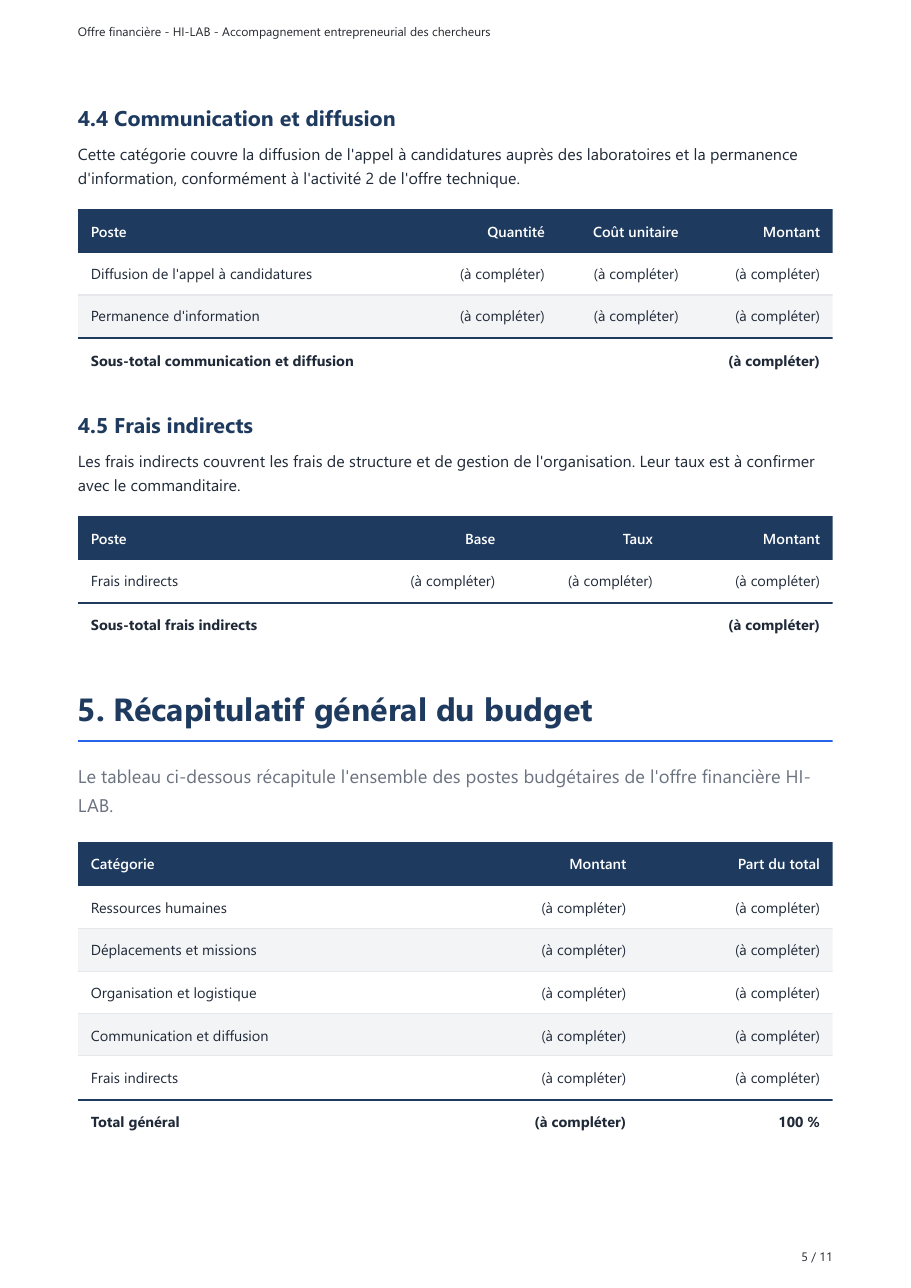 Offre financière - HI-LAB - Accompagnement entrepreneurial des chercheurs
4.4 Communication et diffusion
Cette catégorie couvre la diffusion de l'appel à candidatures auprès des laboratoires et la permanence
d'information, conformément à l'activité 2 de l'offre technique.
Poste Quantité Coût unitaire Montant
Diffusion de l'appel à candidatures (à compléter) (à compléter) (à compléter)
Permanence d'information (à compléter) (à compléter) (à compléter)
Sous-total communication et diffusion (à compléter)
4.5 Frais indirects
Les frais indirects couvrent les frais de structure et de gestion de l'organisation. Leur taux est à confirmer
avec le commanditaire.
Poste Base Taux Montant
Frais indirects (à compléter) (à compléter) (à compléter)
Sous-total frais indirects (à compléter)
5. Récapitulatif général du budget
Le tableau ci-dessous récapitule l'ensemble des postes budgétaires de l'offre financière HI-
LAB.
Catégorie Montant Part du total
Ressources humaines (à compléter) (à compléter)
Déplacements et missions (à compléter) (à compléter)
Organisation et logistique (à compléter) (à compléter)
Communication et diffusion (à compléter) (à compléter)
Frais indirects (à compléter) (à compléter)
Total général (à compléter) 100 %
5 / 11